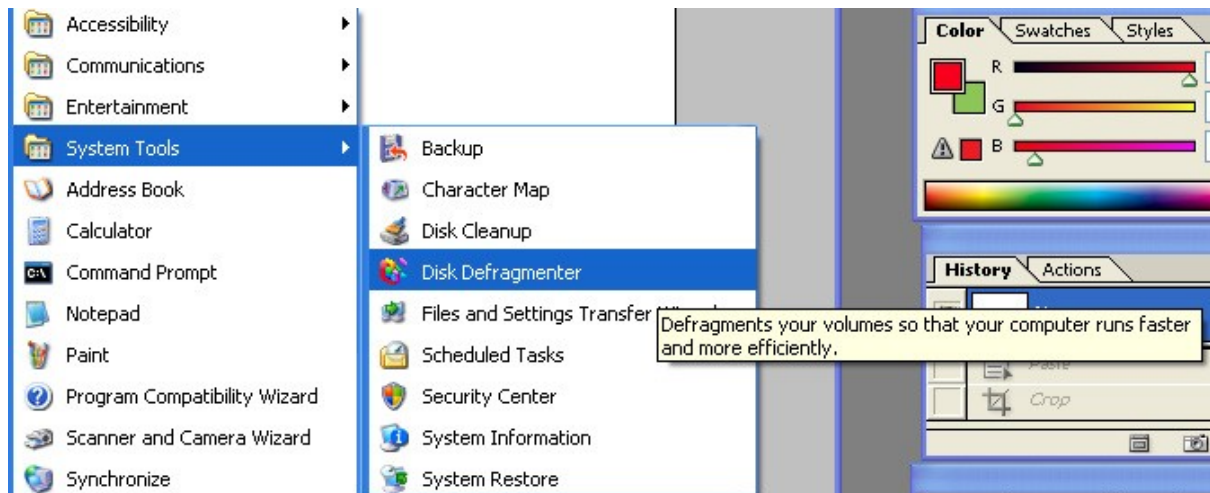 Accessibility
Communications
Entertainment
System Tools
Address Book
Calculator
C:\
Command Prompt
Notepad
Paint
Program Compatibility Wizard
Scanner and Camera Wizard
Synchronize
Backup
Character Map
Disk Cleanup
Disk Defragmenter
Files and Settings Transfer
Scheduled Tasks
Security Center
System Information
System Restore
Defragments your volumes so that your computer runs faster
and more efficiently.
Color Swatches Styles
R
G
B
History Actions
Paste
Crop